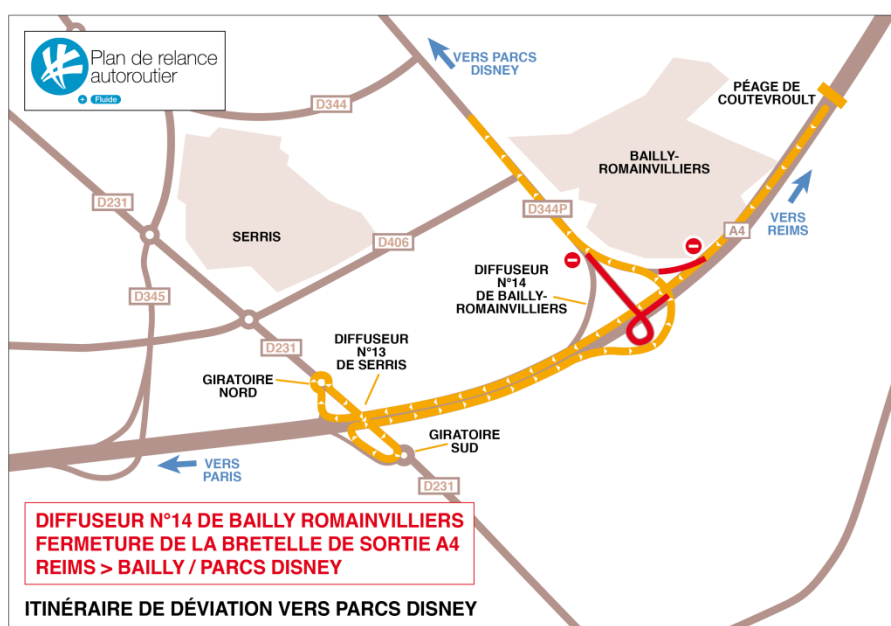 Plan de relance
autoroutier
+ Fluide
VERS PARCS
DISNEY
PÉAGE DE
COUTEVROULT
D344
BAILLY-
ROMAINVILLIERS
D231
D344P
VERS
REIMS
A4
SERRIS
D406
DIFFUSEUR
N°14
DE BAILLY-
ROMAINVILLIERS
D345
D231
DIFFUSEUR
N°13
DE SERRIS
GIRATOIRE
NORD
GIRATOIRE
SUD
VERS
PARIS
D231
DIFFUSEUR N°14 DE BAILLY ROMAINVILLIERS
FERMETURE DE LA BRETELLE DE SORTIE A4
REIMS > BAILLY / PARCS DISNEY
ITINÉRAIRE DE DÉVIATION VERS PARCS DISNEY